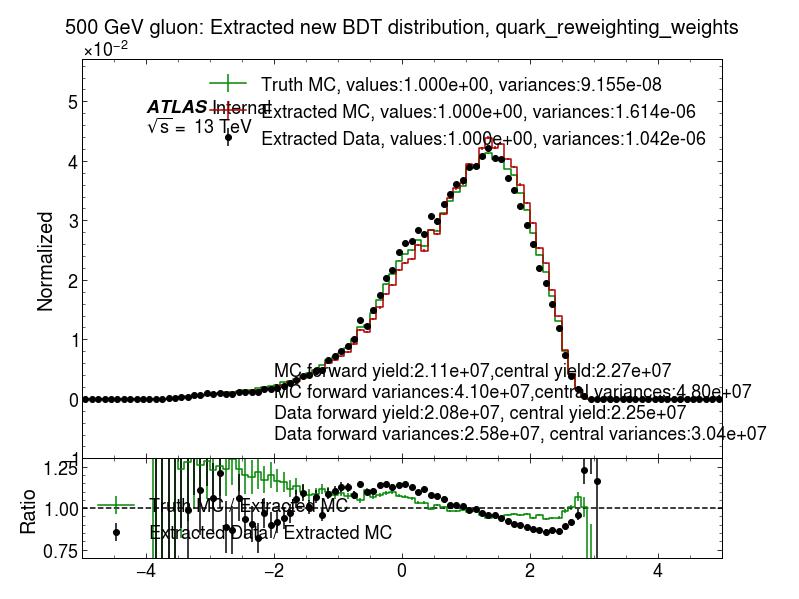 500 GeV gluon: Extracted new BDT distribution, quark_reweighting_weights
×10⁻²
Truth MC, values:1.000e+00, variances:9.155e-08
ATLAS Internal
Extracted MC, values:1.000e+00, variances:1.614e-06
√s = 13 TeV
Extracted Data, values:1.000e+00, variances:1.042e-06
5
4
3
2
1
0
Normalized
MC forward yield:2.11e+07,central yield:2.27e+07
MC forward variances:4.10e+07,central variances:4.80e+07
Data forward yield:2.08e+07, central yield:2.25e+07
Data forward variances:2.58e+07, central variances:3.04e+07
1
1.25
1.00
0.75
Ratio
Truth MC / Extracted MC
Extracted Data / Extracted MC
−4 −2 0 2 4